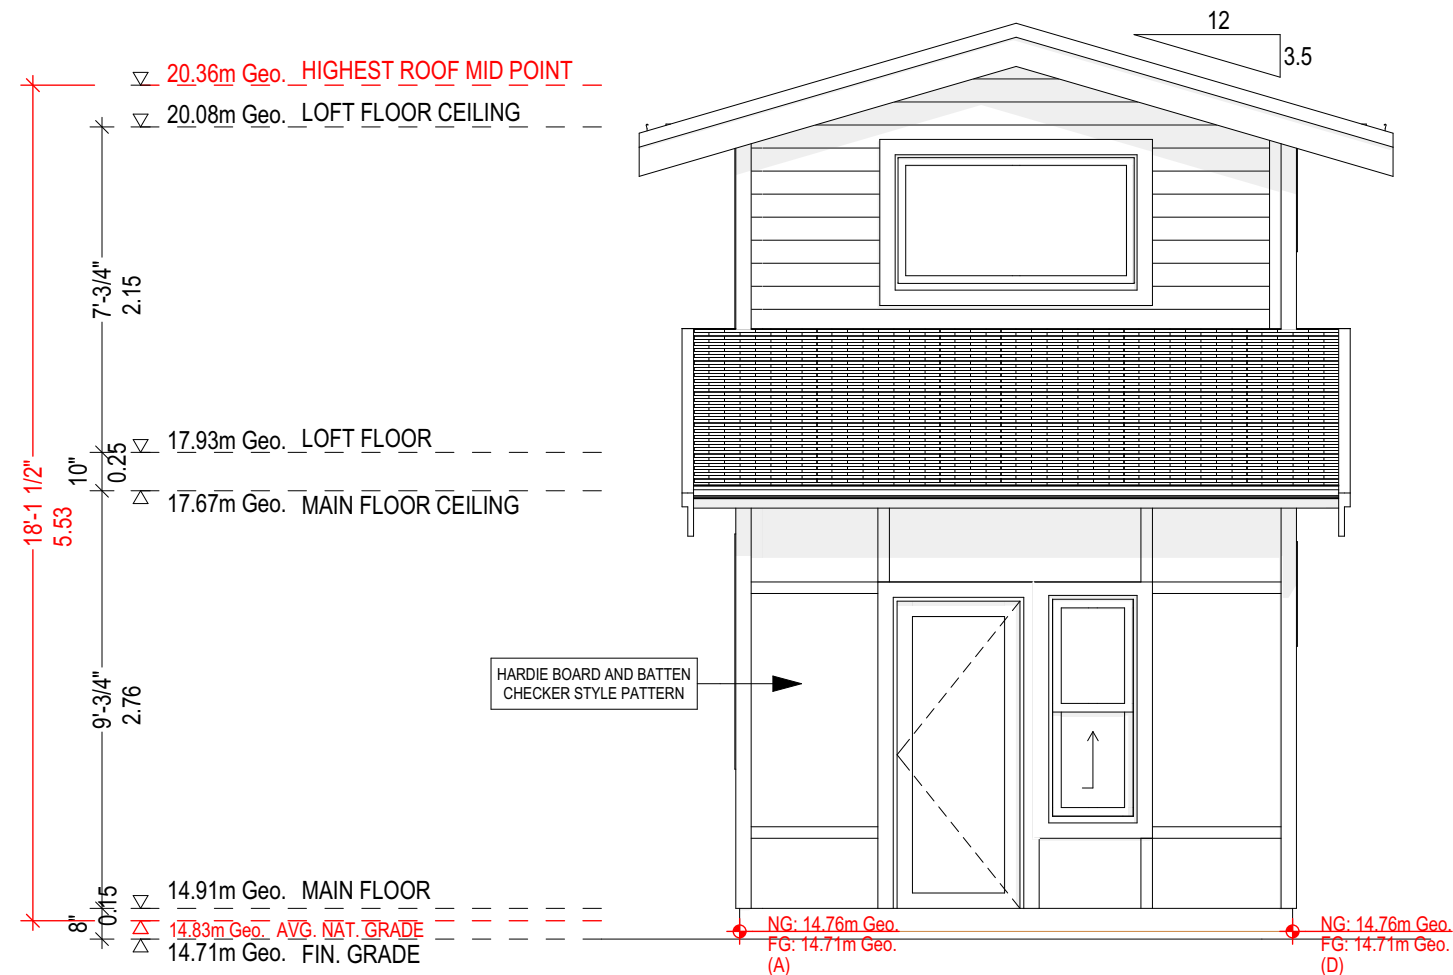 12
3.5
20.36m Geo. HIGHEST ROOF MID POINT
20.08m Geo. LOFT FLOOR CEILING
7'-3/4"
2.15
17.93m Geo. LOFT FLOOR
10"
0.25
17.67m Geo. MAIN FLOOR CEILING
18'-1 1/2"
5.53
HARDIE BOARD AND BATTEN
CHECKER STYLE PATTERN
9'-3/4"
2.76
14.91m Geo. MAIN FLOOR
8"
0.15
14.83m Geo. AVG. NAT. GRADE
14.71m Geo. FIN. GRADE
NG: 14.76m Geo.
FG: 14.71m Geo.
(A)
NG: 14.76m Geo.
FG: 14.71m Geo.
(D)